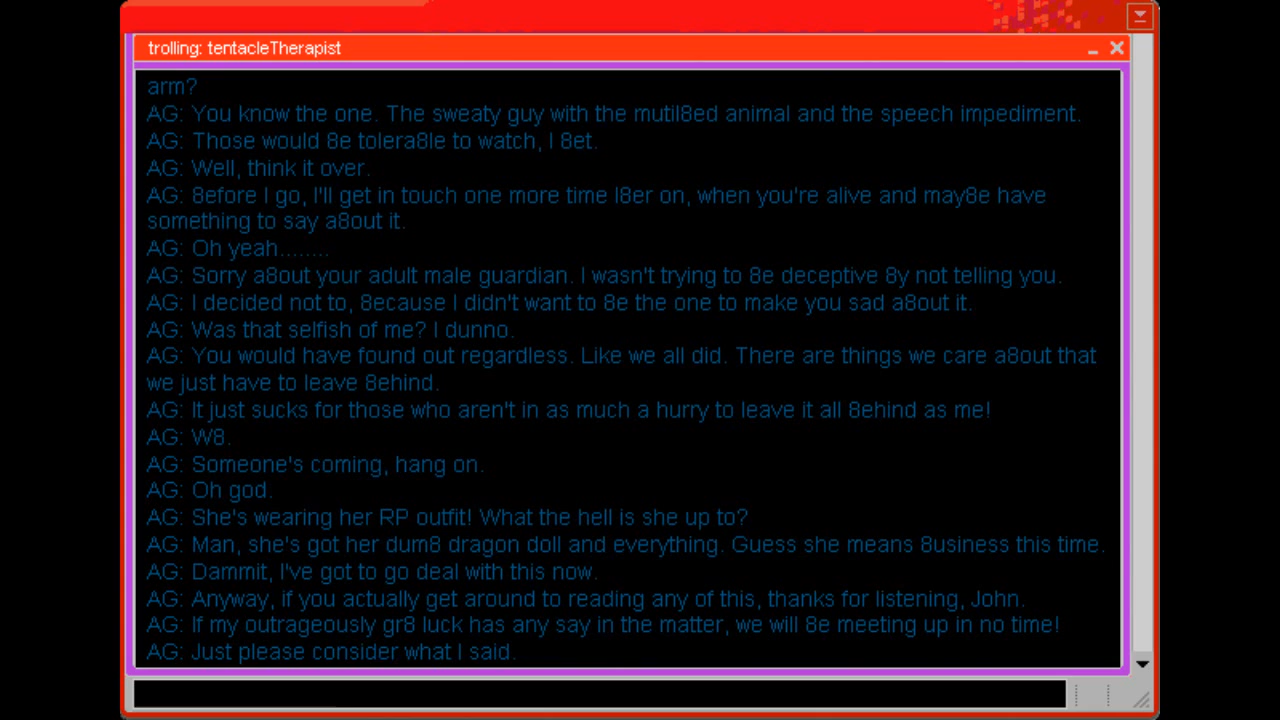 trolling: tentacleTherapist
arm?
AG: You know the one. The sweaty guy with the mutil8ed animal and the speech impediment.
AG: Those would 8e tolera8le to watch, I 8et.
AG: Well, think it over.
AG: 8efore I go, I'll get in touch one more time l8er on, when you're alive and may8e have
something to say a8out it.
AG: Oh yeah........
AG: Sorry a8out your adult male guardian. I wasn't trying to 8e deceptive 8y not telling you.
AG: I decided not to, 8ecause I didn't want to 8e the one to make you sad a8out it.
AG: Was that selfish of me? I dunno.
AG: You would have found out regardless. Like we all did. There are things we care a8out that
we just have to leave 8ehind.
AG: It just sucks for those who aren't in as much a hurry to leave it all 8ehind as me!
AG: W8.
AG: Someone's coming, hang on.
AG: Oh god.
AG: She's wearing her RP outfit! What the hell is she up to?
AG: Man, she's got her dum8 dragon doll and everything. Guess she means 8usiness this time.
AG: Dammit, I've got to go deal with this now.
AG: Anyway, if you actually get around to reading any of this, thanks for listening, John.
AG: If my outrageously gr8 luck has any say in the matter, we will 8e meeting up in no time!
AG: Just please consider what I said.